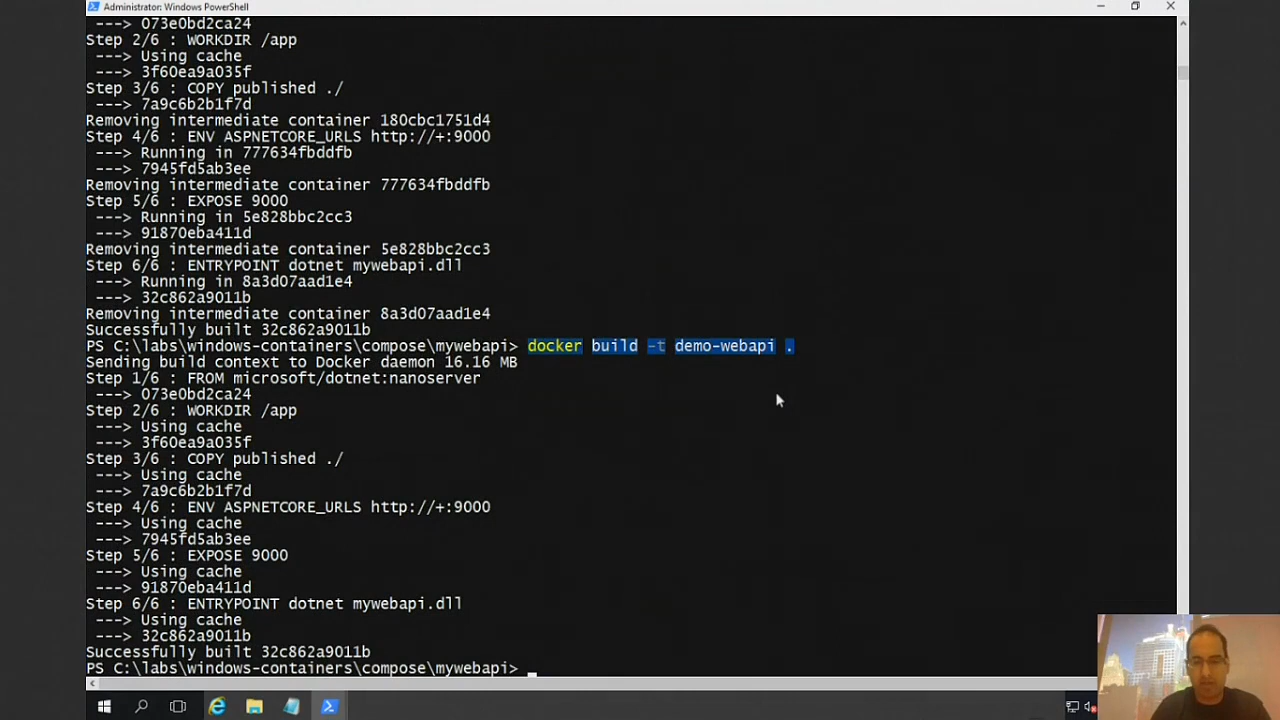 Administrator: Windows PowerShell
---> 073e0bd2ca24
Step 2/6 : WORKDIR /app
---> Using cache
---> 3f60ea9a035f
Step 3/6 : COPY published ./
---> 7a9c6b2b1f7d
Removing intermediate container 180cbc1751d4
Step 4/6 : ENV ASPNETCORE_URLS http://+:9000
---> Running in 777634fbddfb
---> 7945fd5ab3ee
Removing intermediate container 777634fbddfb
Step 5/6 : EXPOSE 9000
---> Running in 5e828bbc2cc3
---> 91870eba411d
Removing intermediate container 5e828bbc2cc3
Step 6/6 : ENTRYPOINT dotnet mywebapi.dll
---> Running in 8a3d07aad1e4
---> 32c862a9011b
Removing intermediate container 8a3d07aad1e4
Successfully built 32c862a9011b
PS C:\labs\windows-containers\compose\mywebapi> docker build -t demo-webapi .
Sending build context to Docker daemon 16.16 MB
Step 1/6 : FROM microsoft/dotnet:nanoserver
---> 073e0bd2ca24
Step 2/6 : WORKDIR /app
---> Using cache
---> 3f60ea9a035f
Step 3/6 : COPY published ./
---> Using cache
---> 7a9c6b2b1f7d
Step 4/6 : ENV ASPNETCORE_URLS http://+:9000
---> Using cache
---> 7945fd5ab3ee
Step 5/6 : EXPOSE 9000
---> Using cache
---> 91870eba411d
Step 6/6 : ENTRYPOINT dotnet mywebapi.dll
---> Using cache
---> 32c862a9011b
Successfully built 32c862a9011b
PS C:\labs\windows-containers\compose\mywebapi>